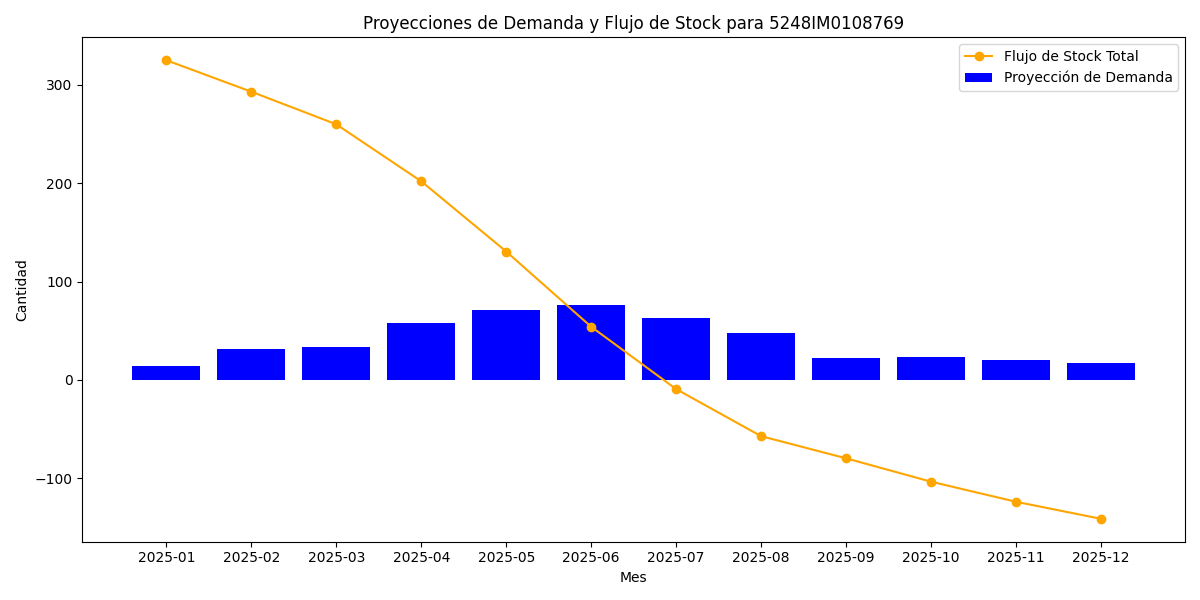 Proyecciones de Demanda y Flujo de Stock para 5248IM0108769
Flujo de Stock Total
Proyección de Demanda
Cantidad
300
200
100
0
−100
2025-01 2025-02 2025-03 2025-04 2025-05 2025-06 2025-07 2025-08 2025-09 2025-10 2025-11 2025-12
Mes